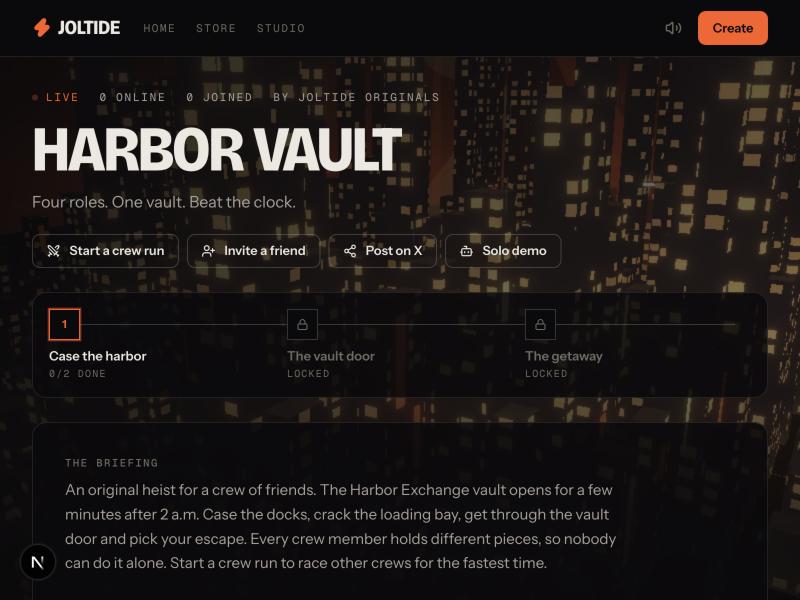 JOLTIDE HOME STORE STUDIO Create
LIVE 0 ONLINE 0 JOINED BY JOLTIDE ORIGINALS
HARBOR VAULT
Four roles. One vault. Beat the clock.
Start a crew run Invite a friend Post on X Solo demo
1
Case the harbor The vault door The getaway
0/2 DONE LOCKED LOCKED
THE BRIEFING
An original heist for a crew of friends. The Harbor Exchange vault opens for a few
minutes after 2 a.m. Case the docks, crack the loading bay, get through the vault
door and pick your escape. Every crew member holds different pieces, so nobody
can do it alone. Start a crew run to race other crews for the fastest time.
N